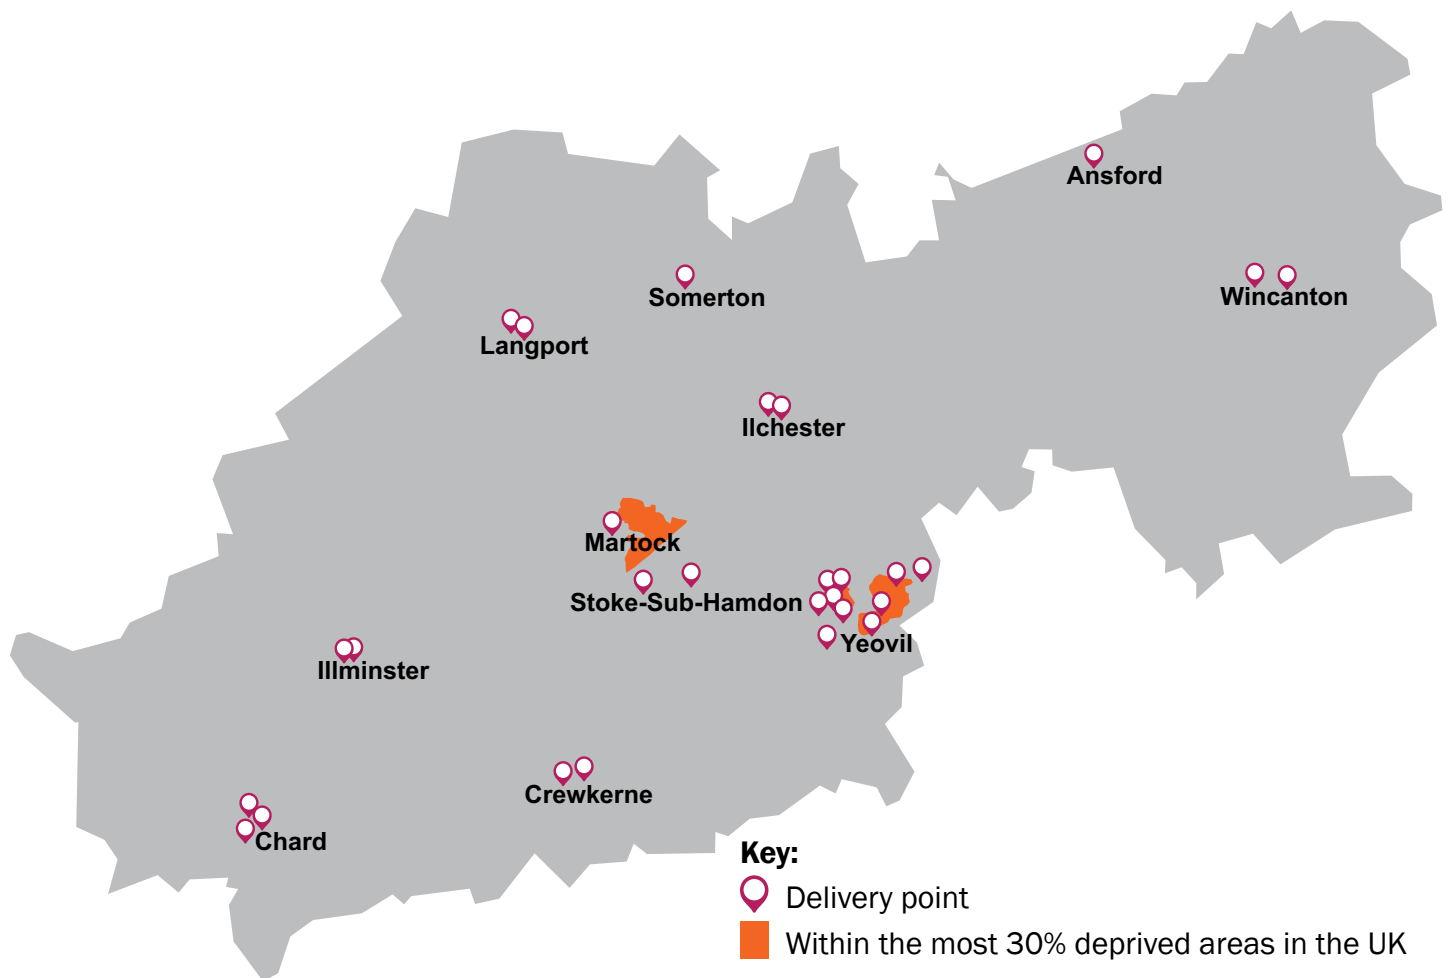 Ansford
Somerton
Wincanton
Langport
Ilchester
Martock
Stoke-Sub-Hamdon
Yeovil
Illminster
Crewkerne
Chard
Key:
Delivery point
Within the most 30% deprived areas in the UK